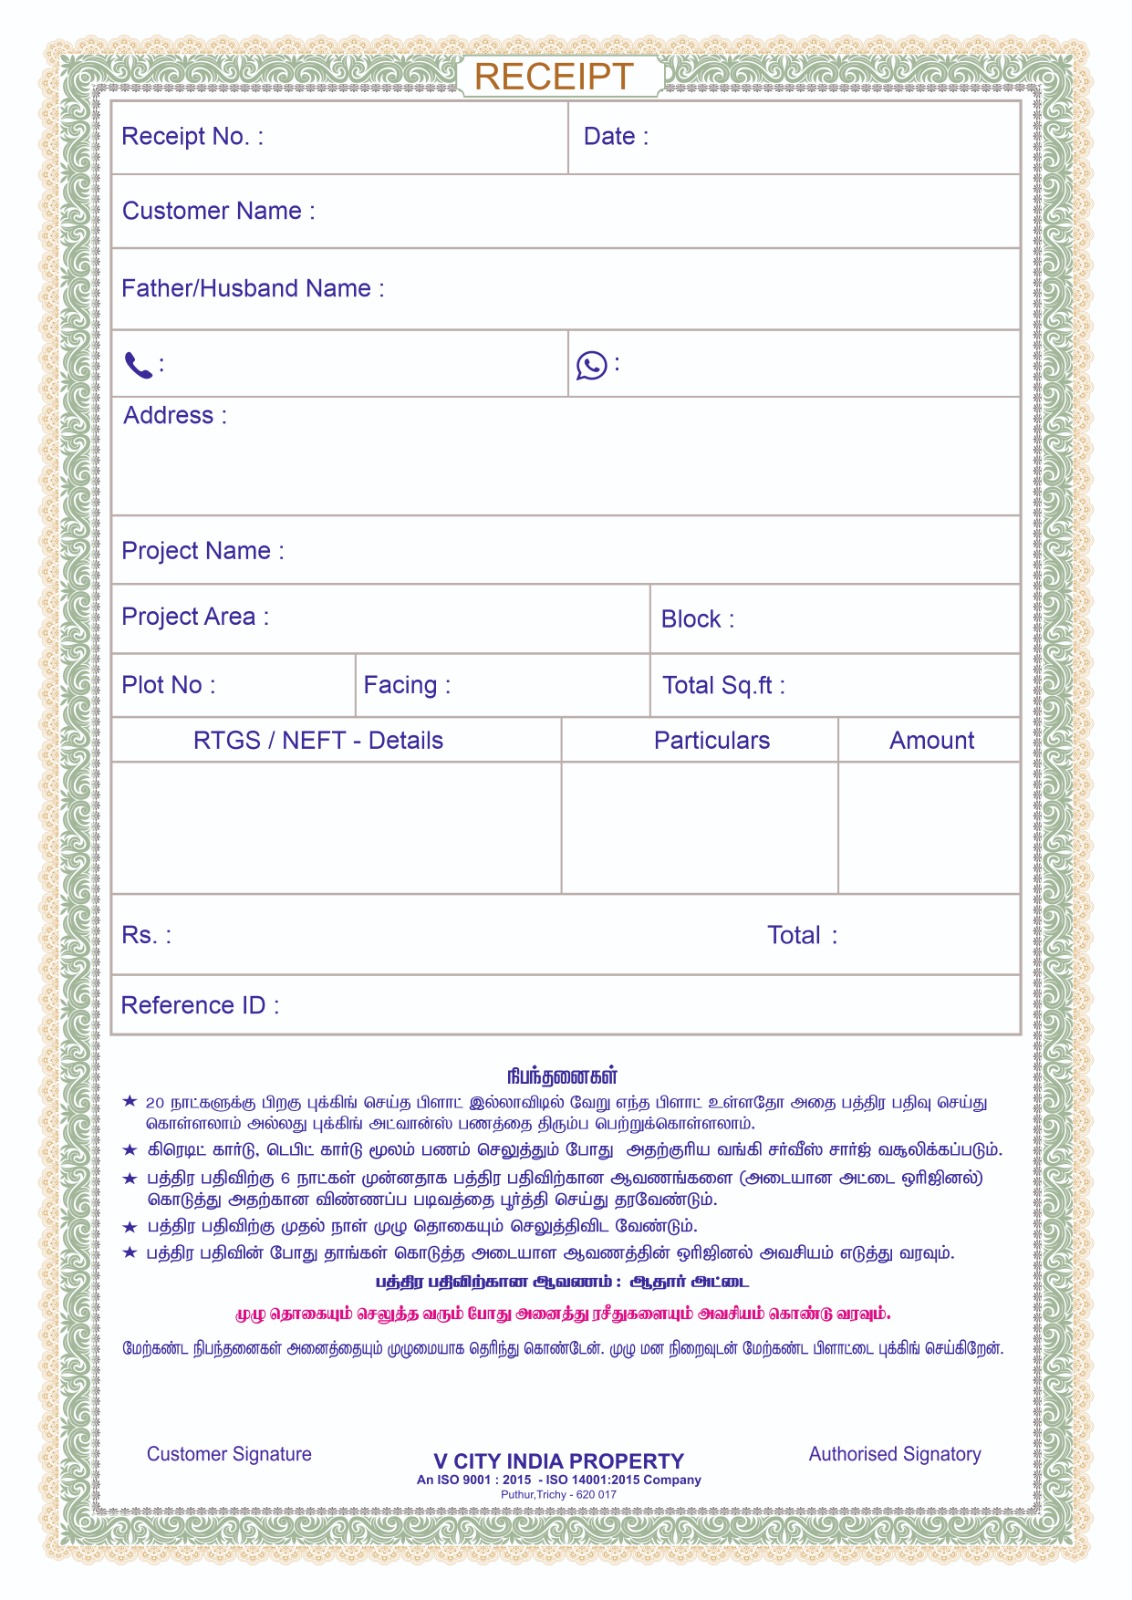 RECEIPT
Receipt No. : Date :
Customer Name :
Father/Husband Name :
: :
Address :
Project Name :
Project Area : Block :
Plot No : Facing : Total Sq.ft :
RTGS / NEFT - Details Particulars Amount
Rs. : Total :
Reference ID :
நிபந்தனைகள்
★ 20 நாட்களுக்கு பிறகு புக்கிங் செய்த பிளாட் இல்லாவிடில் வேறு எந்த பிளாட் உள்ளதோ அதை பத்திர பதிவு செய்து
கொள்ளலாம் அல்லது புக்கிங் அட்வான்ஸ் பணத்தை திரும்ப பெற்றுக்கொள்ளலாம்.
★ கிரெடிட் கார்டு, டெபிட் கார்டு மூலம் பணம் செலுத்தும் போது அதற்குரிய வங்கி சர்வீஸ் சார்ஜ் வசூலிக்கப்படும்.
★ பத்திர பதிவிற்கு 6 நாட்கள் முன்னதாக பத்திர பதிவிற்கான ஆவணங்களை (அடையான அட்டை ஒரிஜினல்)
கொடுத்து அதற்கான விண்ணப்ப படிவத்தை பூர்த்தி செய்து தரவேண்டும்.
★ பத்திர பதிவிற்கு முதல் நாள் முழு தொகையும் செலுத்திவிட வேண்டும்.
★ பத்திர பதிவின் போது தாங்கள் கொடுத்த அடையாள ஆவணத்தின் ஒரிஜினல் அவசியம் எடுத்து வரவும்.
பத்திர பதிவிற்கான ஆவணம் : ஆதார் அட்டை
முழு தொகையும் செலுத்த வரும் போது அனைத்து ரசீதுகளையும் அவசியம் கொண்டு வரவும்.
மேற்கண்ட நிபந்தனைகள் அனைத்தையும் முழுமையாக தெரிந்து கொண்டேன். முழு மன நிறைவுடன் மேற்கண்ட பிளாட்டை புக்கிங் செய்கிறேன்.
Customer Signature V CITY INDIA PROPERTY Authorised Signatory
An ISO 9001 : 2015 - ISO 14001:2015 Company
Puthur,Trichy - 620 017